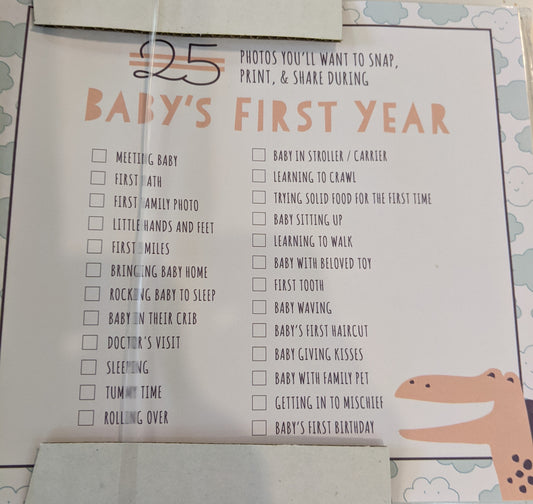 25 PHOTOS YOU'LL WANT TO SNAP,
PRINT, & SHARE DURING
BABY'S FIRST YEAR
MEETING BABY
FIRST BATH
FIRST FAMILY PHOTO
LITTLE HANDS AND FEET
FIRST SMILES
BRINGING BABY HOME
ROCKING BABY TO SLEEP
BABY IN THEIR CRIB
DOCTOR'S VISIT
SLEEPING
TUMMY TIME
ROLLING OVER
BABY IN STROLLER / CARRIER
LEARNING TO CRAWL
TRYING SOLID FOOD FOR THE FIRST TIME
BABY SITTING UP
LEARNING TO WALK
BABY WITH BELOVED TOY
FIRST TOOTH
BABY WAVING
BABY'S FIRST HAIRCUT
BABY GIVING KISSES
BABY WITH FAMILY PET
GETTING IN TO MISCHIEF
BABY'S FIRST BIRTHDAY